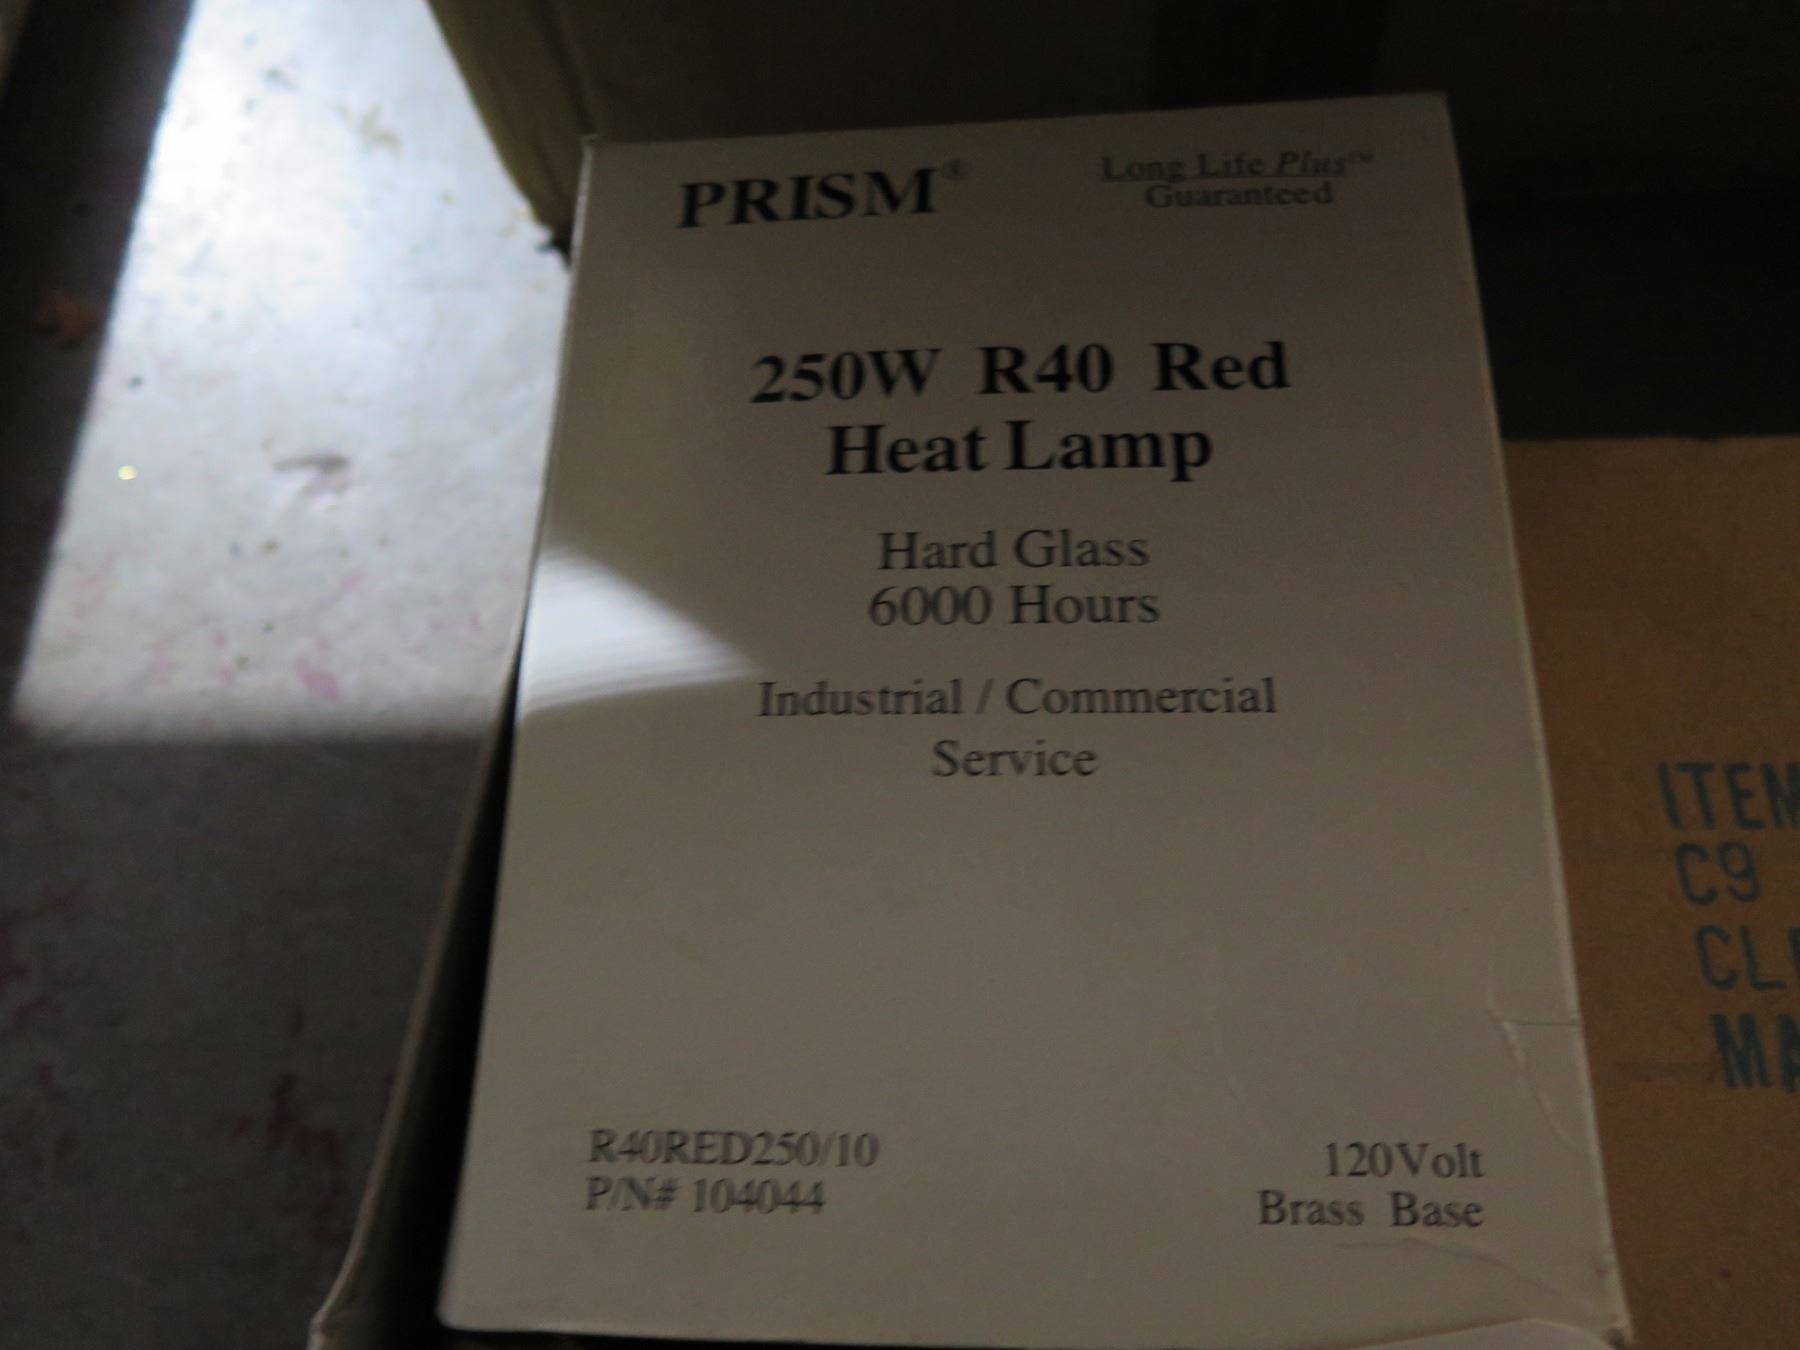 PRISM®
Long Life Plus™
Guaranteed
250W R40 Red
Heat Lamp
Hard Glass
6000 Hours
Industrial / Commercial
Service
R40RED250/10
P/N# 104044
120Volt
Brass Base
ITEM
C9